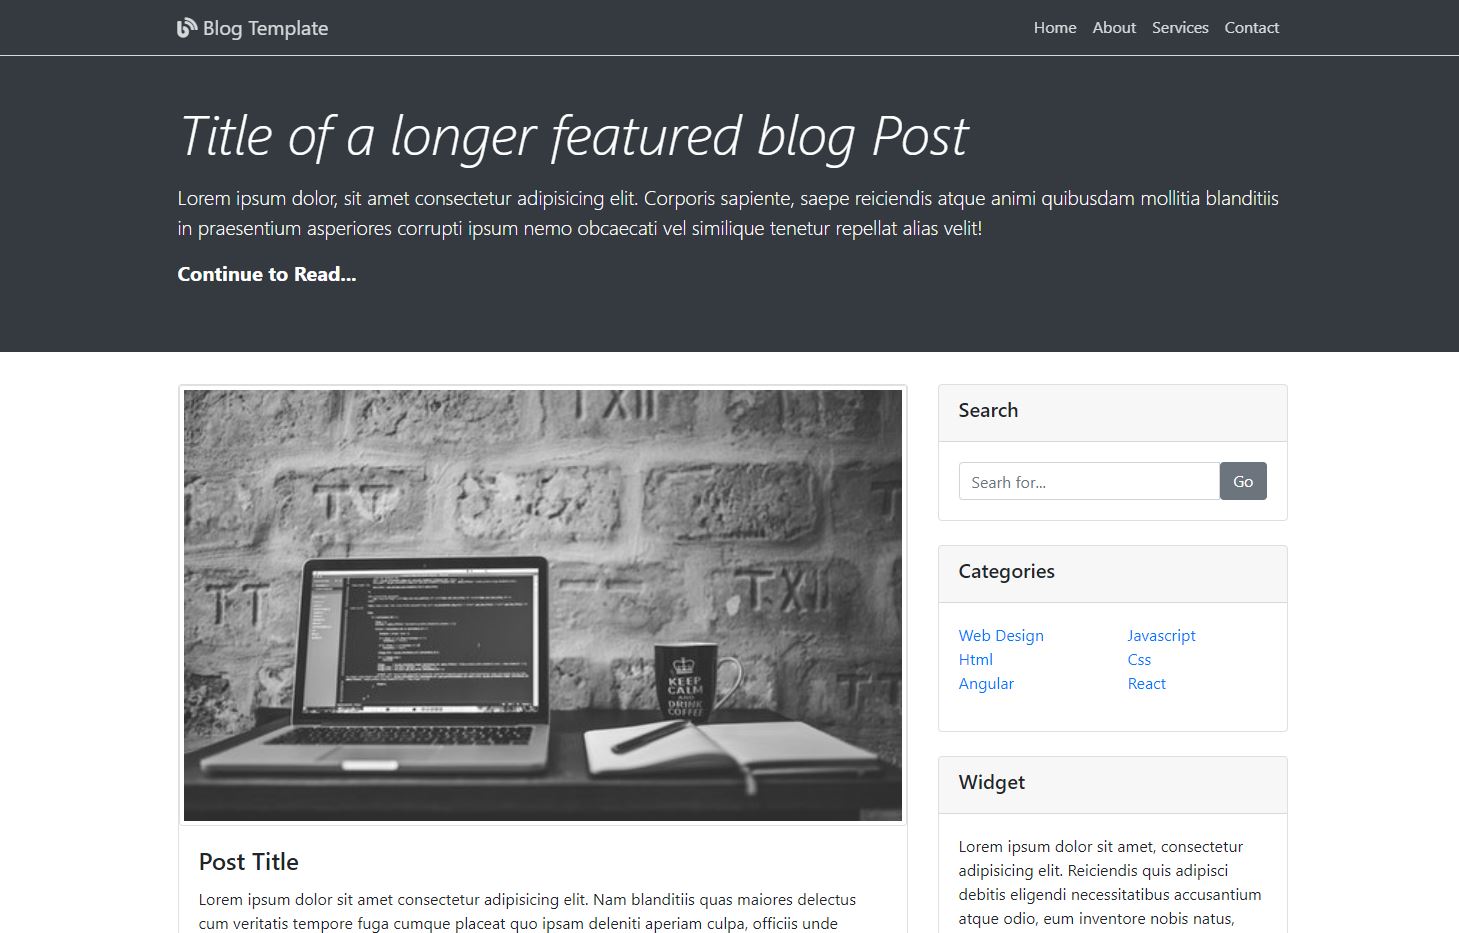 Blog Template
Home About Services Contact
Title of a longer featured blog Post
Lorem ipsum dolor, sit amet consectetur adipisicing elit. Corporis sapiente, saepe reiciendis atque animi quibusdam mollitia blanditiis
in praesentium asperiores corrupti ipsum nemo obcaecati vel similique tenetur repellat alias velit!
Continue to Read...
TXII
TV
TT
TXII
KEEP
CALM
AND
DRINK
COFFEE
Post Title
Lorem ipsum dolor sit amet consectetur adipisicing elit. Nam blanditiis quas maiores delectus
cum veritatis tempore fuga cumque placeat quo ipsam deleniti aperiam culpa, officiis unde
Search
Searh for...
Go
Categories
Web Design
Html
Angular
Javascript
Css
React
Widget
Lorem ipsum dolor sit amet, consectetur
adipisicing elit. Reiciendis quis adipisci
debitis eligendi necessitatibus accusantium
atque odio, eum inventore nobis natus,